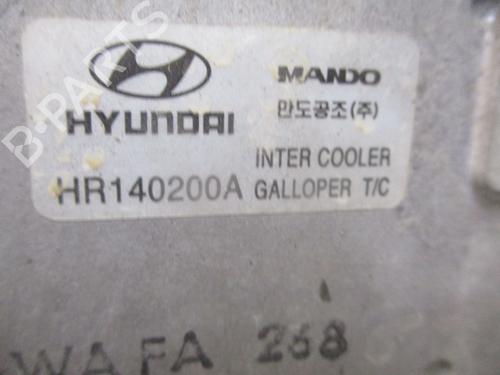 B-PARTS
HYUNDAI
MANDO
만도공조(주)
INTER COOLER
HR140200A GALLOPER T/C
WAFA 268